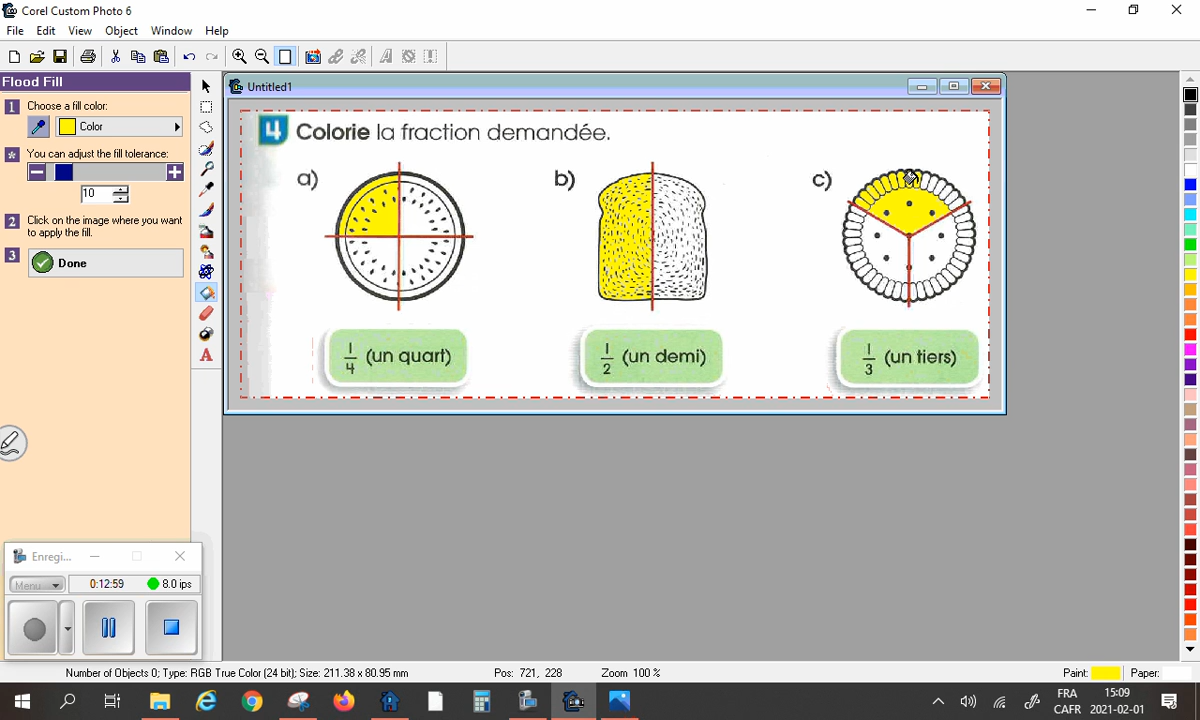 Corel Custom Photo 6
File Edit View Object Window Help
Flood Fill
Untitled1
1 Choose a fill color:
Color
* You can adjust the fill tolerance:
10
2 Click on the image where you want
to apply the fill.
3 Done
4 Colorie la fraction demandée.
a) b) c)
1/4 (un quart) 1/2 (un demi) 1/3 (un tiers)
Enregi...
Menu 0:12:59 8.0 ips
Number of Objects 0; Type: RGB True Color (24 bit); Size: 211.38 x 80.95 mm Pos: 721, 228 Zoom 100 % Paint: Paper:
FRA 15:09
CAFR 2021-02-01